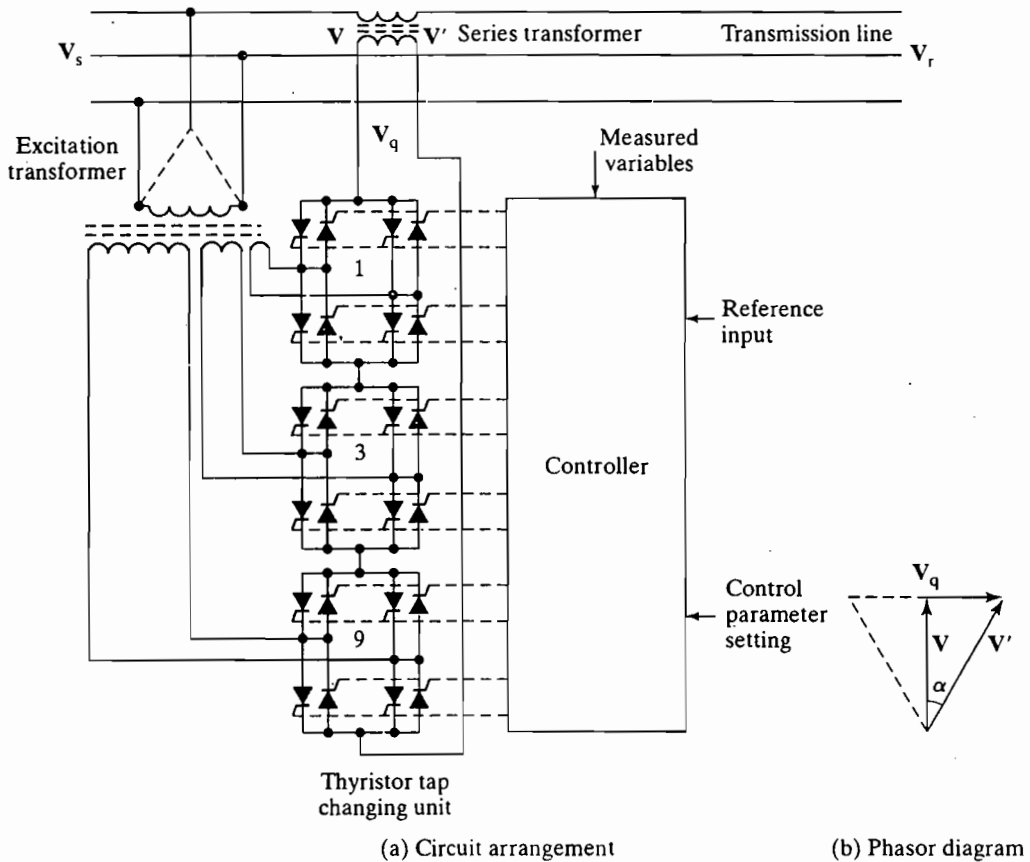 V V' Series transformer Transmission line
V_s V_r
Excitation
transformer
V_q
Measured
variables
1
Reference
input
3
Controller
9
Control
parameter
setting
V_q
V V'
α
Thyristor tap
changing unit
(a) Circuit arrangement (b) Phasor diagram